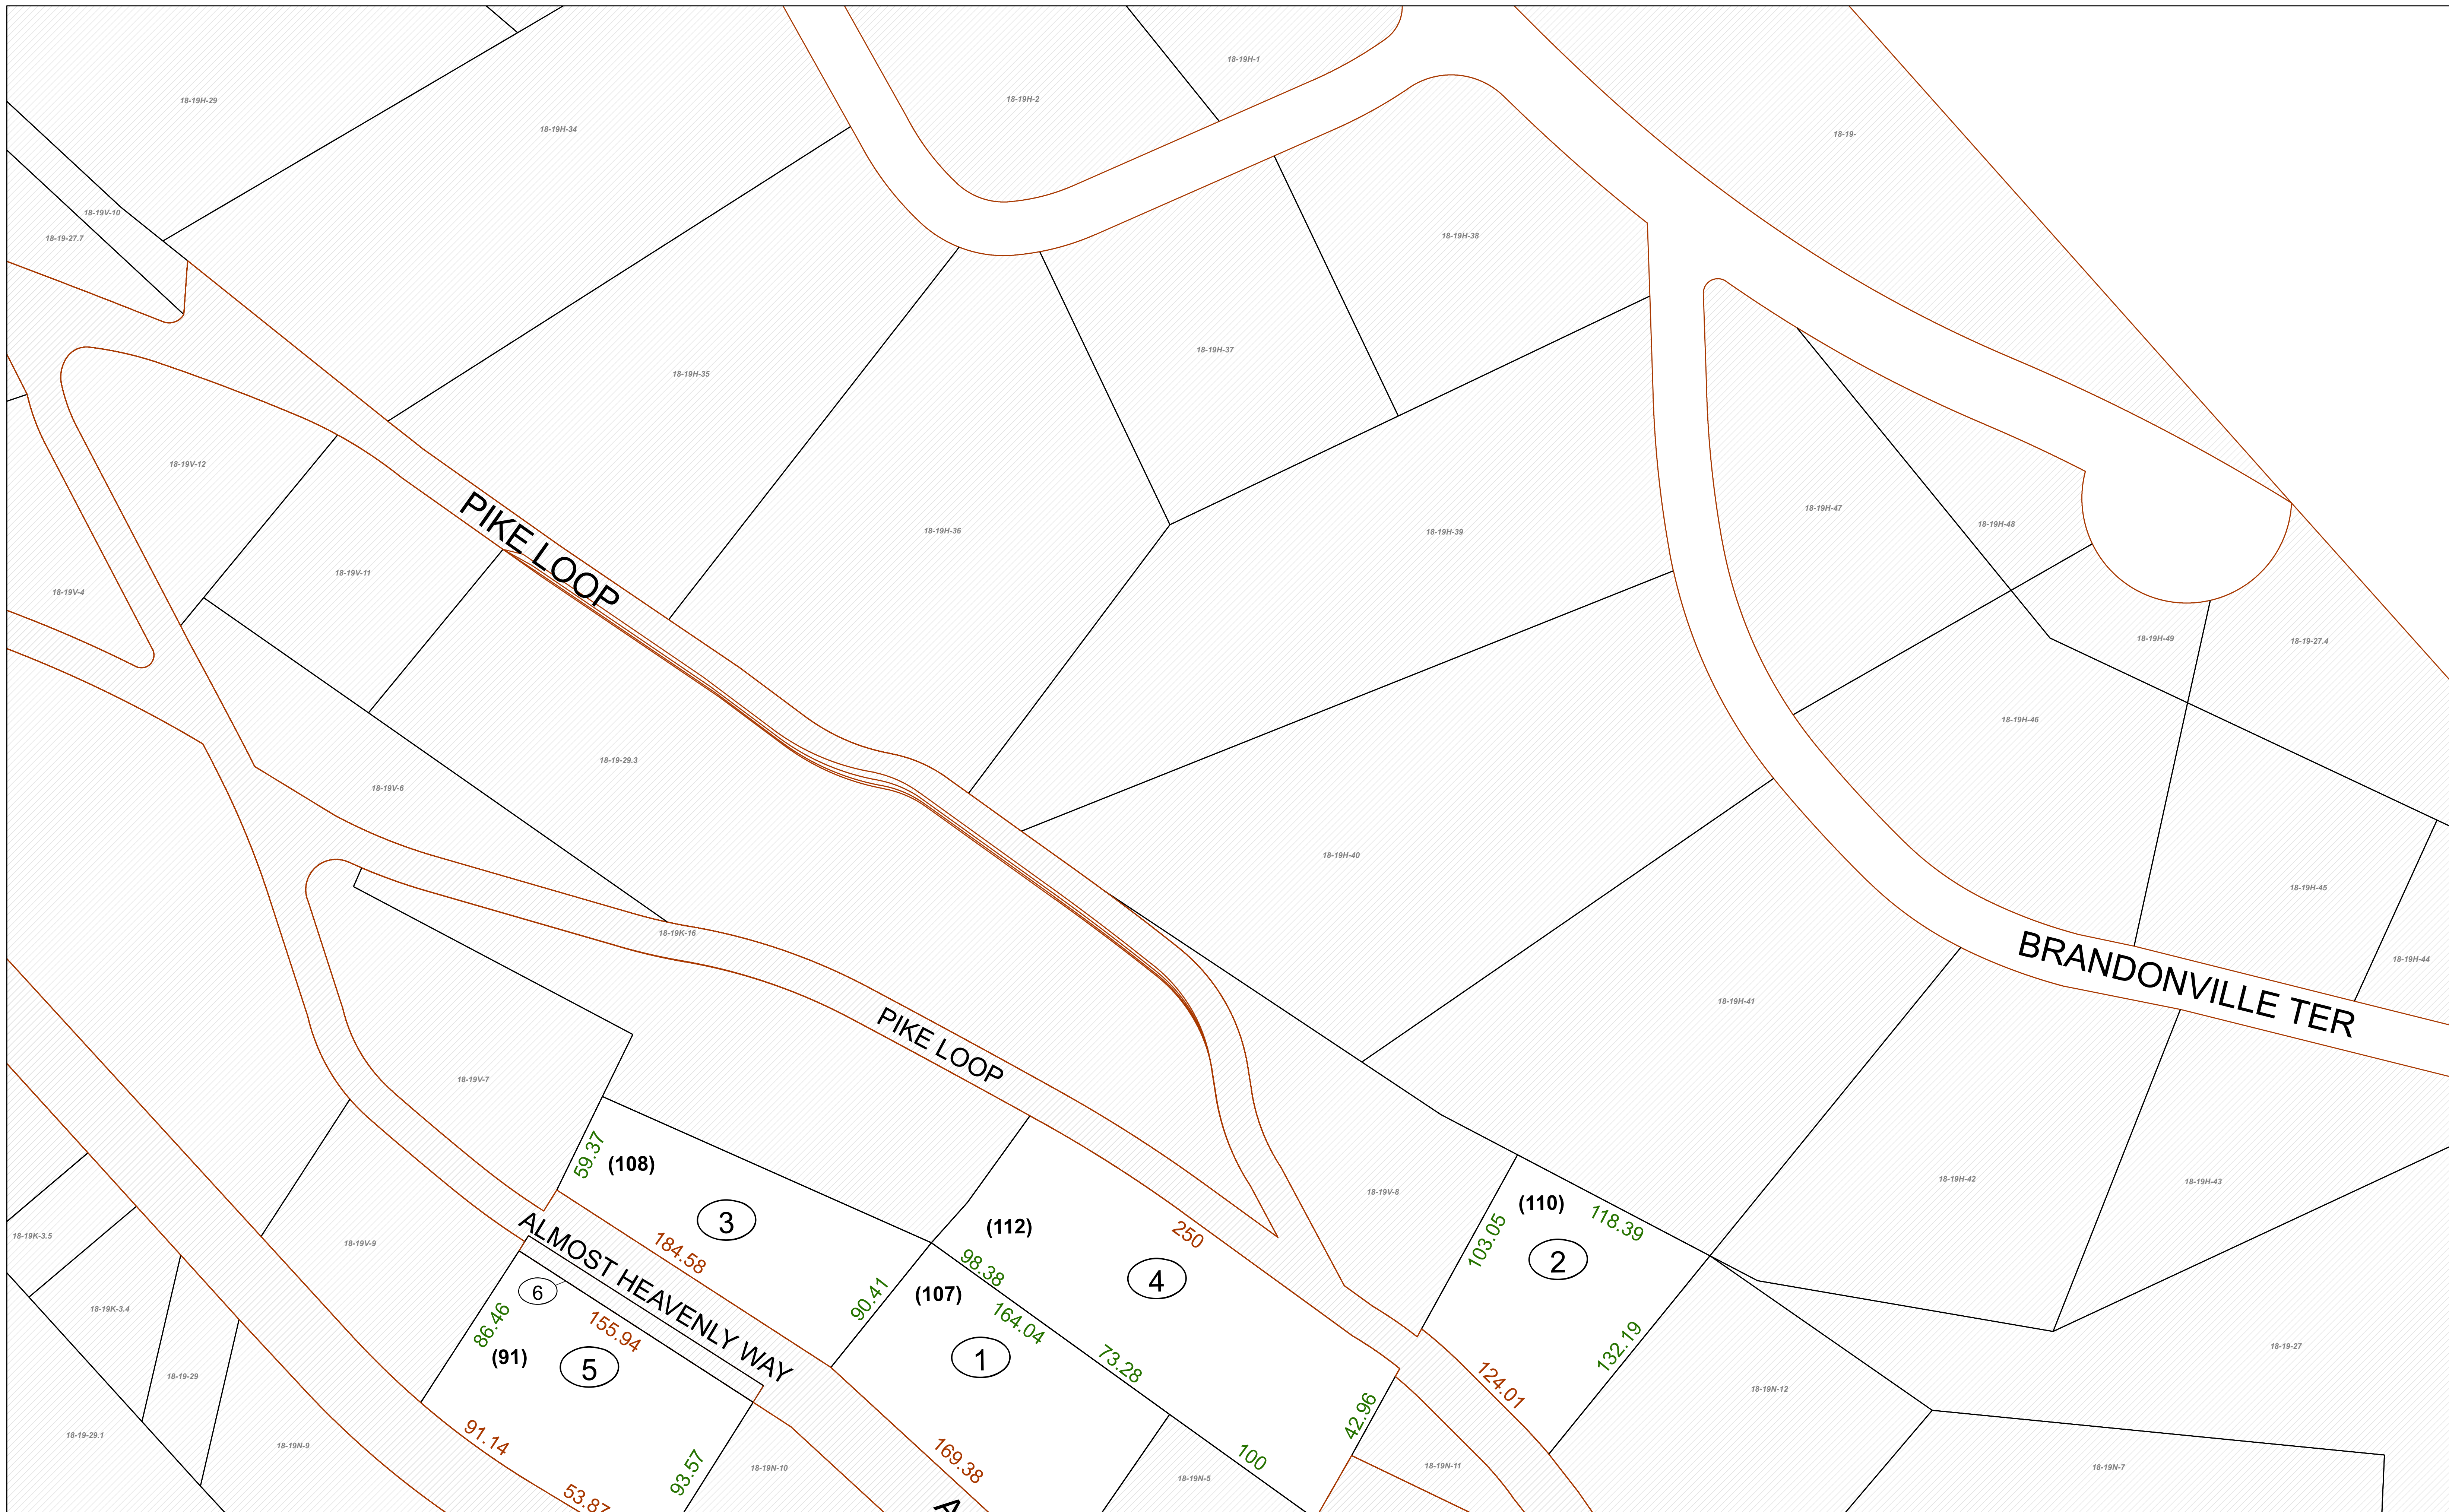 18-19H-1
18-19H-2
18-19H-29
18-19H-34
18-19-
18-19V-10
18-19-27.7
18-19H-38
18-19H-37
18-19H-35
18-19V-12
18-19H-47
18-19H-48
18-19H-36
18-19H-39
PIKE LOOP
18-19V-11
18-19V-4
18-19H-49
18-19-27.4
18-19H-46
18-19-29.3
18-19V-6
18-19H-40
18-19H-45
18-19K-16
BRANDONVILLE TER
18-19H-44
18-19H-41
PIKE LOOP
18-19V-7
59.37
(108)
3
18-19V-8
(110)
118.39
103.05
2
18-19H-42
18-19H-43
(112)
250
4
ALMOST HEAVENLY WAY
184.58
18-19K-3.5
18-19V-9
98.38
90.41
(107)
164.04
6
86.46
155.94
(91)
5
1
73.28
132.19
18-19-27
18-19K-3.4
18-19-29
124.01
18-19N-12
42.96
91.14
169.38
100
18-19-29.1
18-19N-9
93.57
18-19N-10
18-19N-5
18-19N-11
18-19N-7
53.87
A